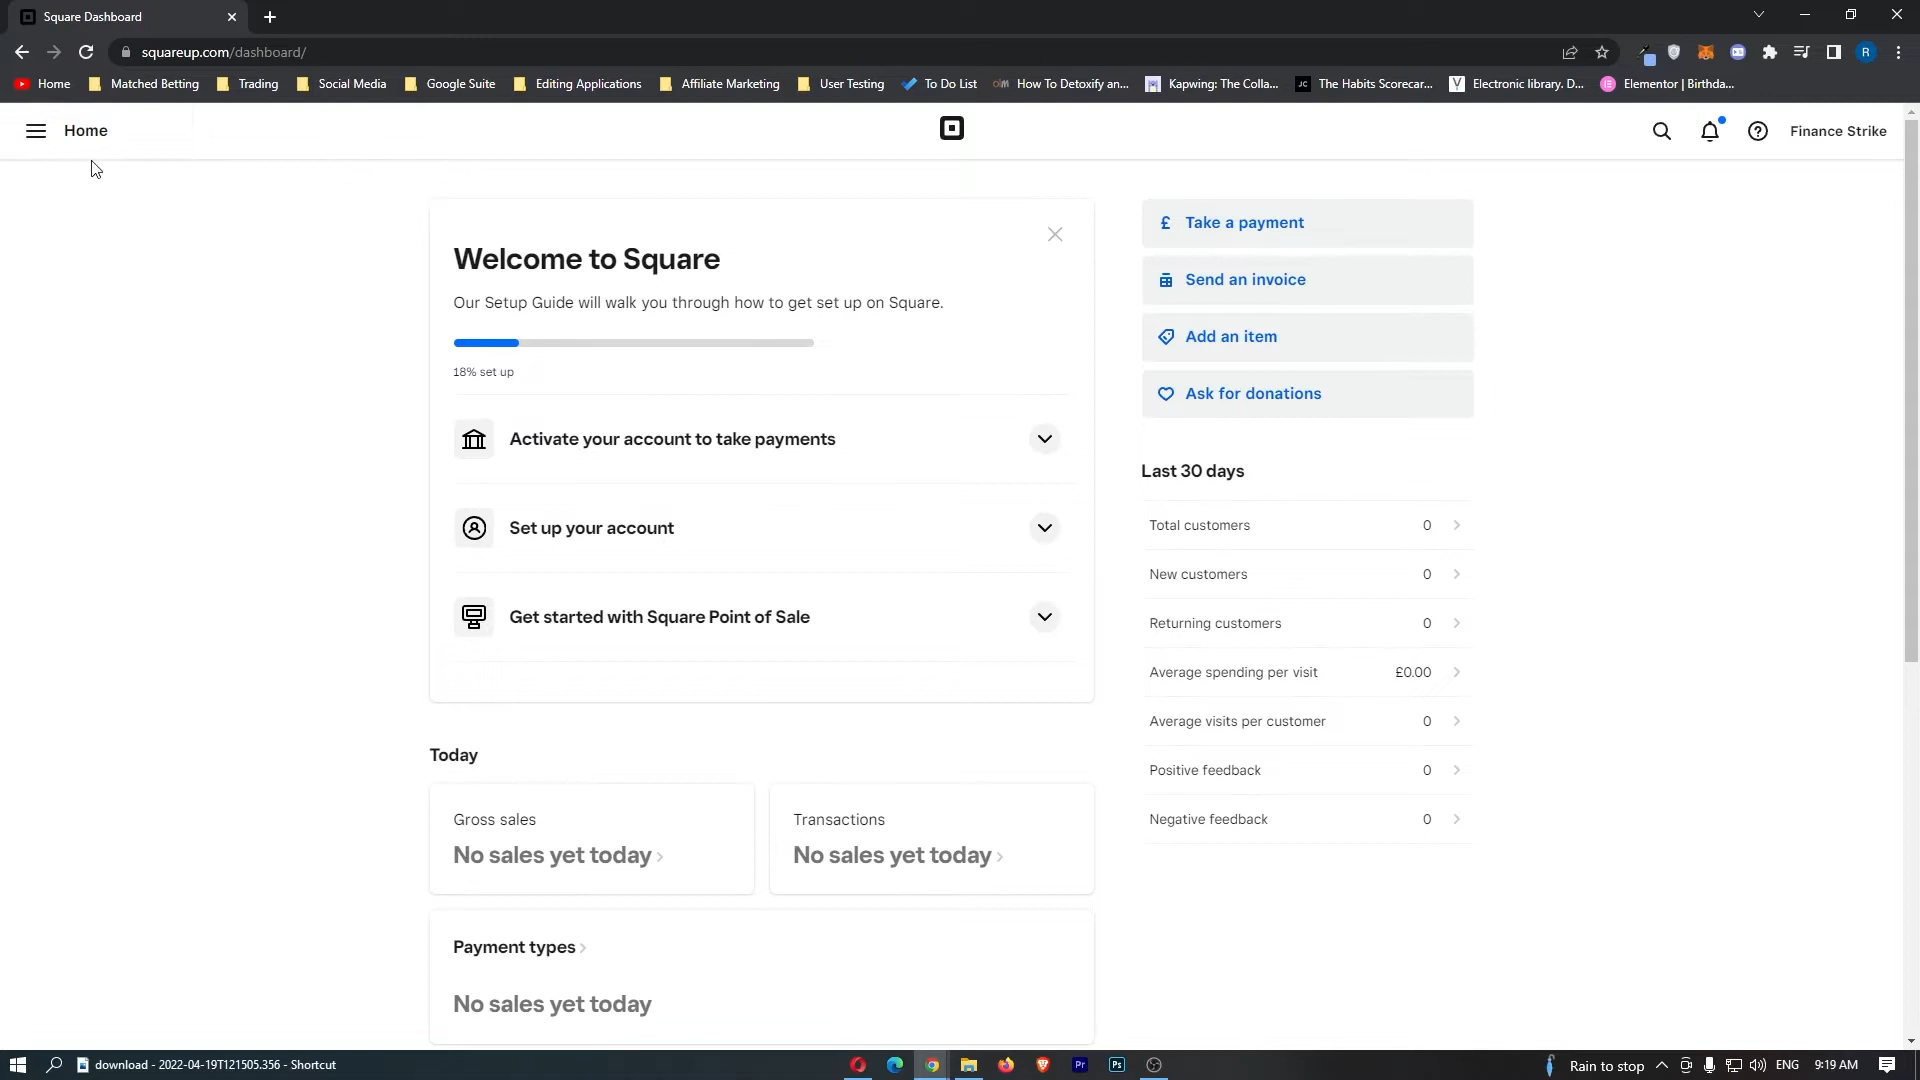 Square Dashboard
squareup.com/dashboard/
R
Home Matched Betting Trading Social Media Google Suite Editing Applications Affiliate Marketing User Testing To Do List How To Detoxify an... Kapwing: The Colla... JC The Habits Scorecar... Electronic library. D... Elementor | Birthda...
Home
Finance Strike
Welcome to Square
Our Setup Guide will walk you through how to get set up on Square.
18% set up
Activate your account to take payments
Set up your account
Get started with Square Point of Sale
£ Take a payment
Send an invoice
Add an item
Ask for donations
Last 30 days
Total customers 0
New customers 0
Returning customers 0
Average spending per visit £0.00
Average visits per customer 0
Positive feedback 0
Negative feedback 0
Today
Gross sales
No sales yet today
Transactions
No sales yet today
Payment types
No sales yet today
download - 2022-04-19T121505.356 - Shortcut
Pr
Ps
Rain to stop
ENG
9:19 AM